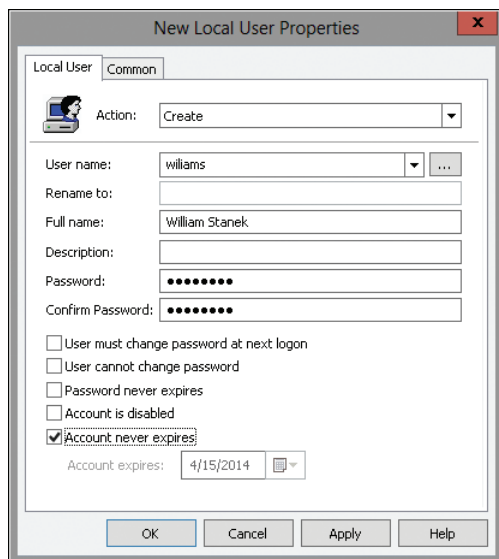 New Local User Properties
x
Local User Common
Action: Create
User name: wiliams ...
Rename to:
Full name: William Stanek
Description:
Password: ●●●●●●●●
Confirm Password: ●●●●●●●●
User must change password at next logon
User cannot change password
Password never expires
Account is disabled
Account never expires
Account expires: 4/15/2014
OK Cancel Apply Help